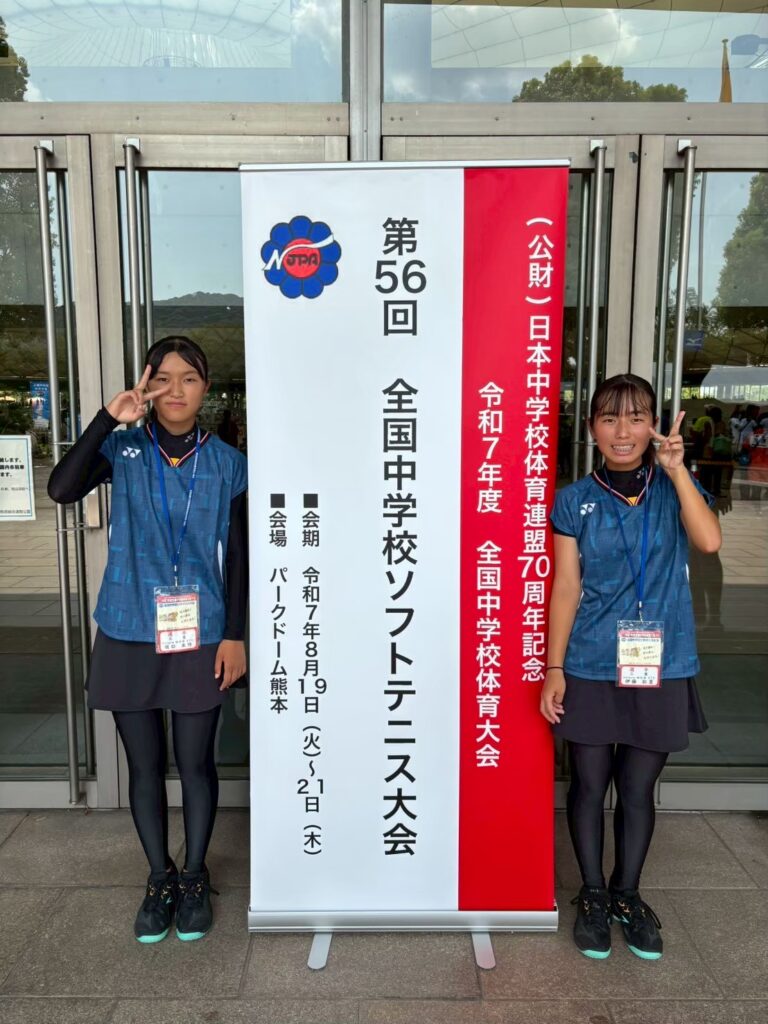 （公財）日本中学校体育連盟70周年記念
令和７年度　全国中学校体育大会
第56回　全国中学校ソフトテニス大会
■会期　令和７年８月19日（火）～21日（木）
■会場　パークドーム熊本
NJPA